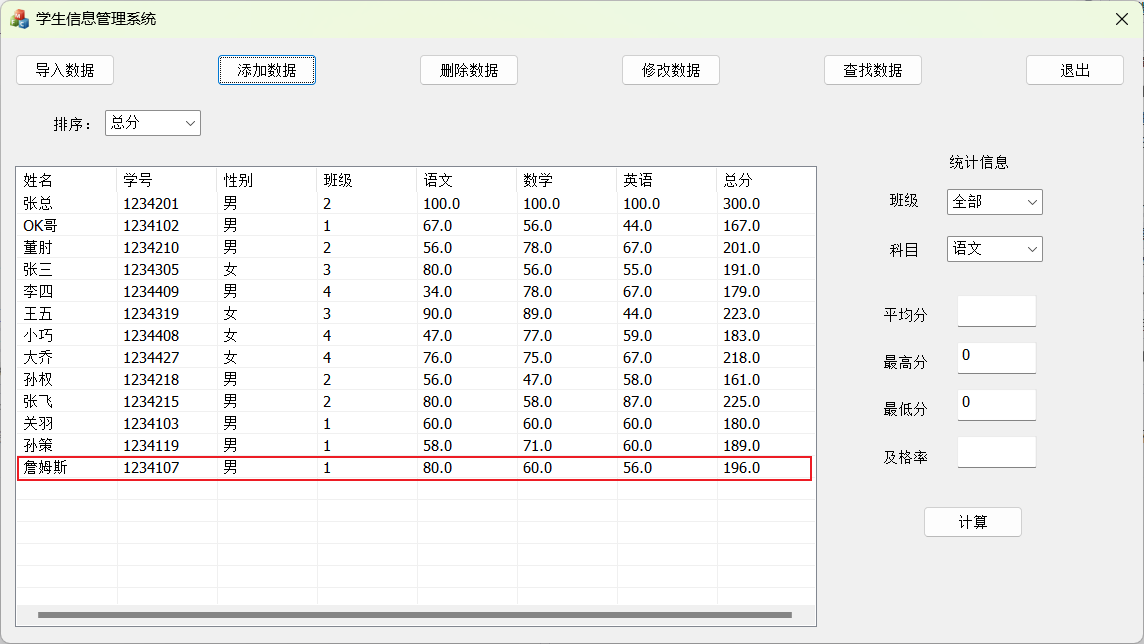 学生信息管理系统
导入数据 添加数据 删除数据 修改数据 查找数据 退出
排序： 总分
统计信息
班级 全部
科目 语文
平均分
最高分 0
最低分 0
及格率
计算
姓名 学号 性别 班级 语文 数学 英语 总分
张总 1234201 男 2 100.0 100.0 100.0 300.0
OK哥 1234102 男 1 67.0 56.0 44.0 167.0
董肘 1234210 男 2 56.0 78.0 67.0 201.0
张三 1234305 女 3 80.0 56.0 55.0 191.0
李四 1234409 男 4 34.0 78.0 67.0 179.0
王五 1234319 女 3 90.0 89.0 44.0 223.0
小巧 1234408 女 4 47.0 77.0 59.0 183.0
大乔 1234427 女 4 76.0 75.0 67.0 218.0
孙权 1234218 男 2 56.0 47.0 58.0 161.0
张飞 1234215 男 2 80.0 58.0 87.0 225.0
关羽 1234103 男 1 60.0 60.0 60.0 180.0
孙策 1234119 男 1 58.0 71.0 60.0 189.0
詹姆斯 1234107 男 1 80.0 60.0 56.0 196.0